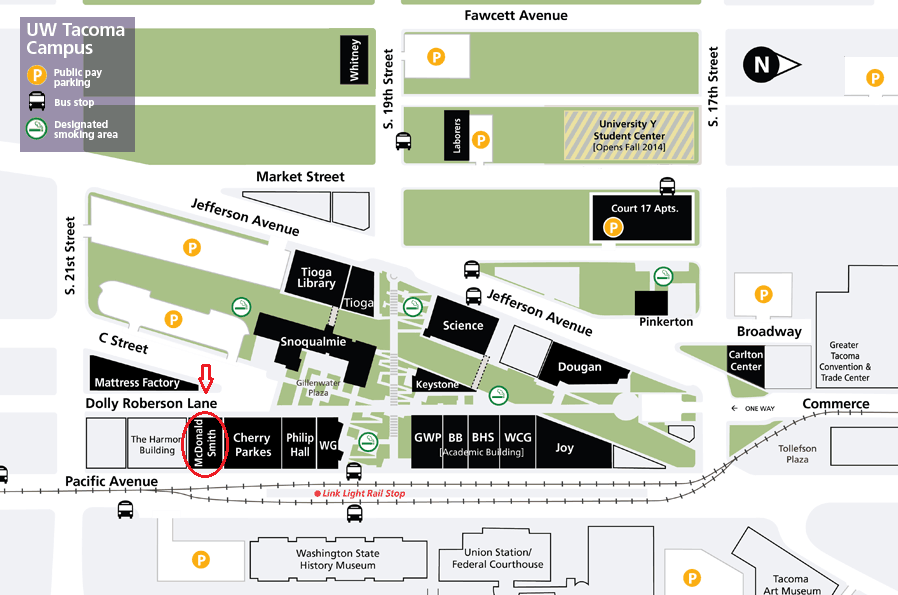 UW Tacoma
Campus
P Public pay
parking
Bus stop
Designated
smoking area
Fawcett Avenue
Whitney
S. 19th Street
P
S. 17th Street
N
P
Laborers
P
University Y
Student Center
[Opens Fall 2014]
Market Street
Jefferson Avenue
Court 17 Apts.
P
S. 21st Street
P
Tioga
Library
Tioga
P
Snoqualmie
Science
Jefferson Avenue
Pinkerton
P
Broadway
C Street
Mattress Factory
Gillenwater
Plaza
Keystone
Dougan
Carlton
Center
Greater
Tacoma
Convention &
Trade Center
Dolly Roberson Lane
← ONE WAY
Commerce
The Harmon
Building
McDonald
Smith
Cherry
Parkes
Philip
Hall
WG
GWP
BB
BHS
WCG
[Academic Building]
Joy
Tollefson
Plaza
Pacific Avenue
Link Light Rail Stop
P
Washington State
History Museum
Union Station/
Federal Courthouse
P
Tacoma
Art Museum